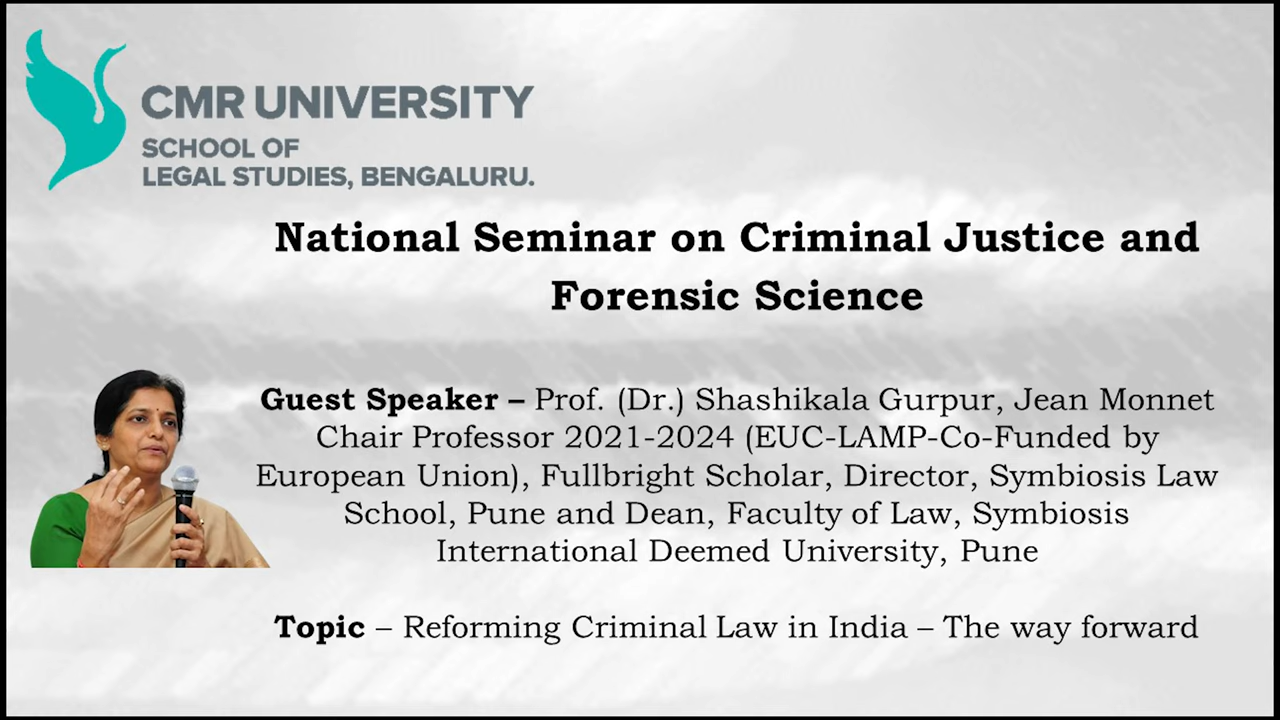 CMR UNIVERSITY
SCHOOL OF
LEGAL STUDIES, BENGALURU.
National Seminar on Criminal Justice and
Forensic Science
Guest Speaker – Prof. (Dr.) Shashikala Gurpur, Jean Monnet
Chair Professor 2021-2024 (EUC-LAMP-Co-Funded by
European Union), Fullbright Scholar, Director, Symbiosis Law
School, Pune and Dean, Faculty of Law, Symbiosis
International Deemed University, Pune
Topic – Reforming Criminal Law in India – The way forward